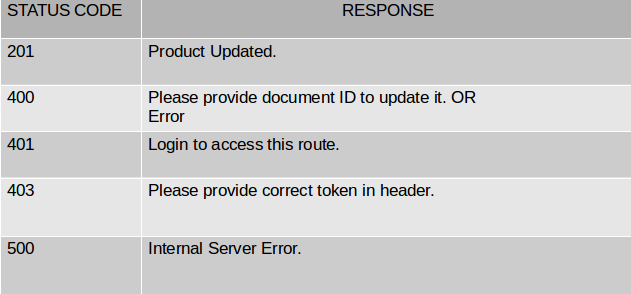 STATUS CODE RESPONSE
201 Product Updated.
400 Please provide document ID to update it. OR
Error
401 Login to access this route.
403 Please provide correct token in header.
500 Internal Server Error.